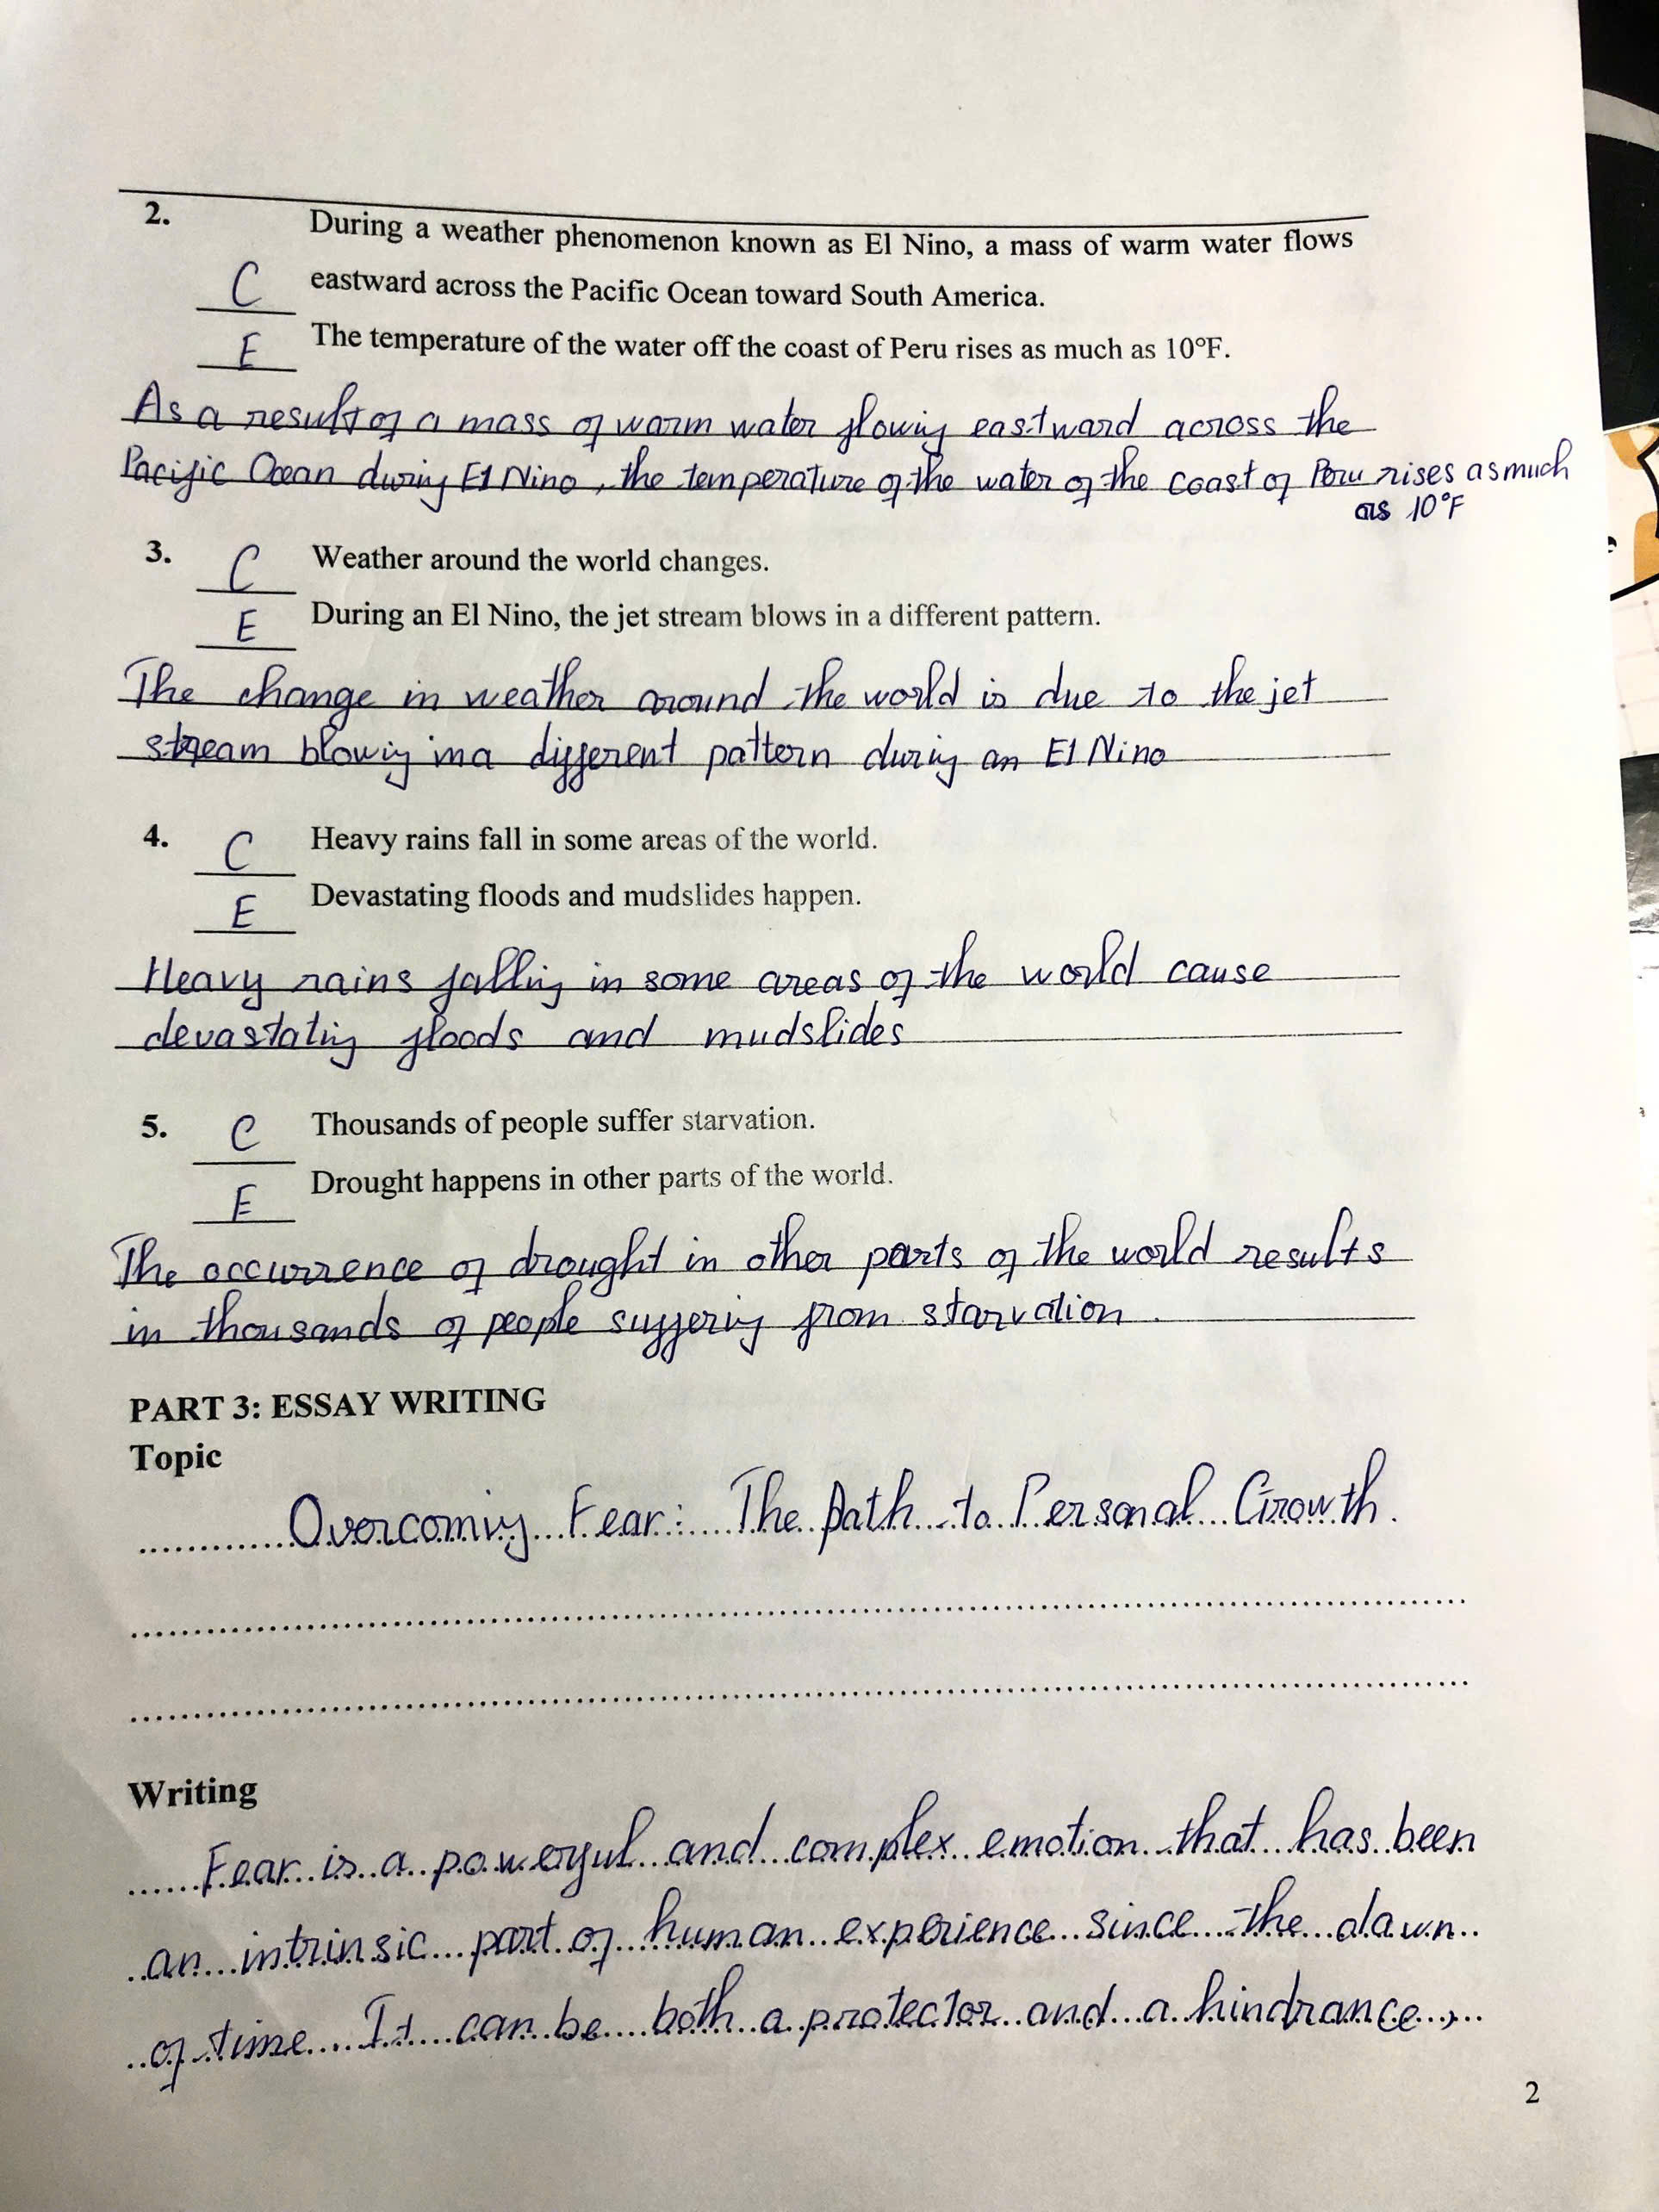 2. During a weather phenomenon known as El Nino, a mass of warm water flows
C eastward across the Pacific Ocean toward South America.
E The temperature of the water off the coast of Peru rises as much as 10°F.
As a result of a mass of warm water flowing eastward across the
Pacific Ocean during El Nino, the temperature of the water of the coast of Peru rises as much
as 10°F
3. C Weather around the world changes.
E During an El Nino, the jet stream blows in a different pattern.
The change in weather around the world is due to the jet
stream blowing in a different pattern during an El Nino
4. C Heavy rains fall in some areas of the world.
E Devastating floods and mudslides happen.
Heavy rains falling in some areas of the world cause
devastating floods and mudslides
5. C Thousands of people suffer starvation.
E Drought happens in other parts of the world.
The occurrence of drought in other parts of the world results
in thousands of people suffering from starvation.
PART 3: ESSAY WRITING
Topic
Overcoming Fear: The Path to Personal Growth.
Writing
Fear is a powerful and complex emotion that has been
an intrinsic part of human experience since the dawn
of time. It can be both a protector and a hindrance,
2